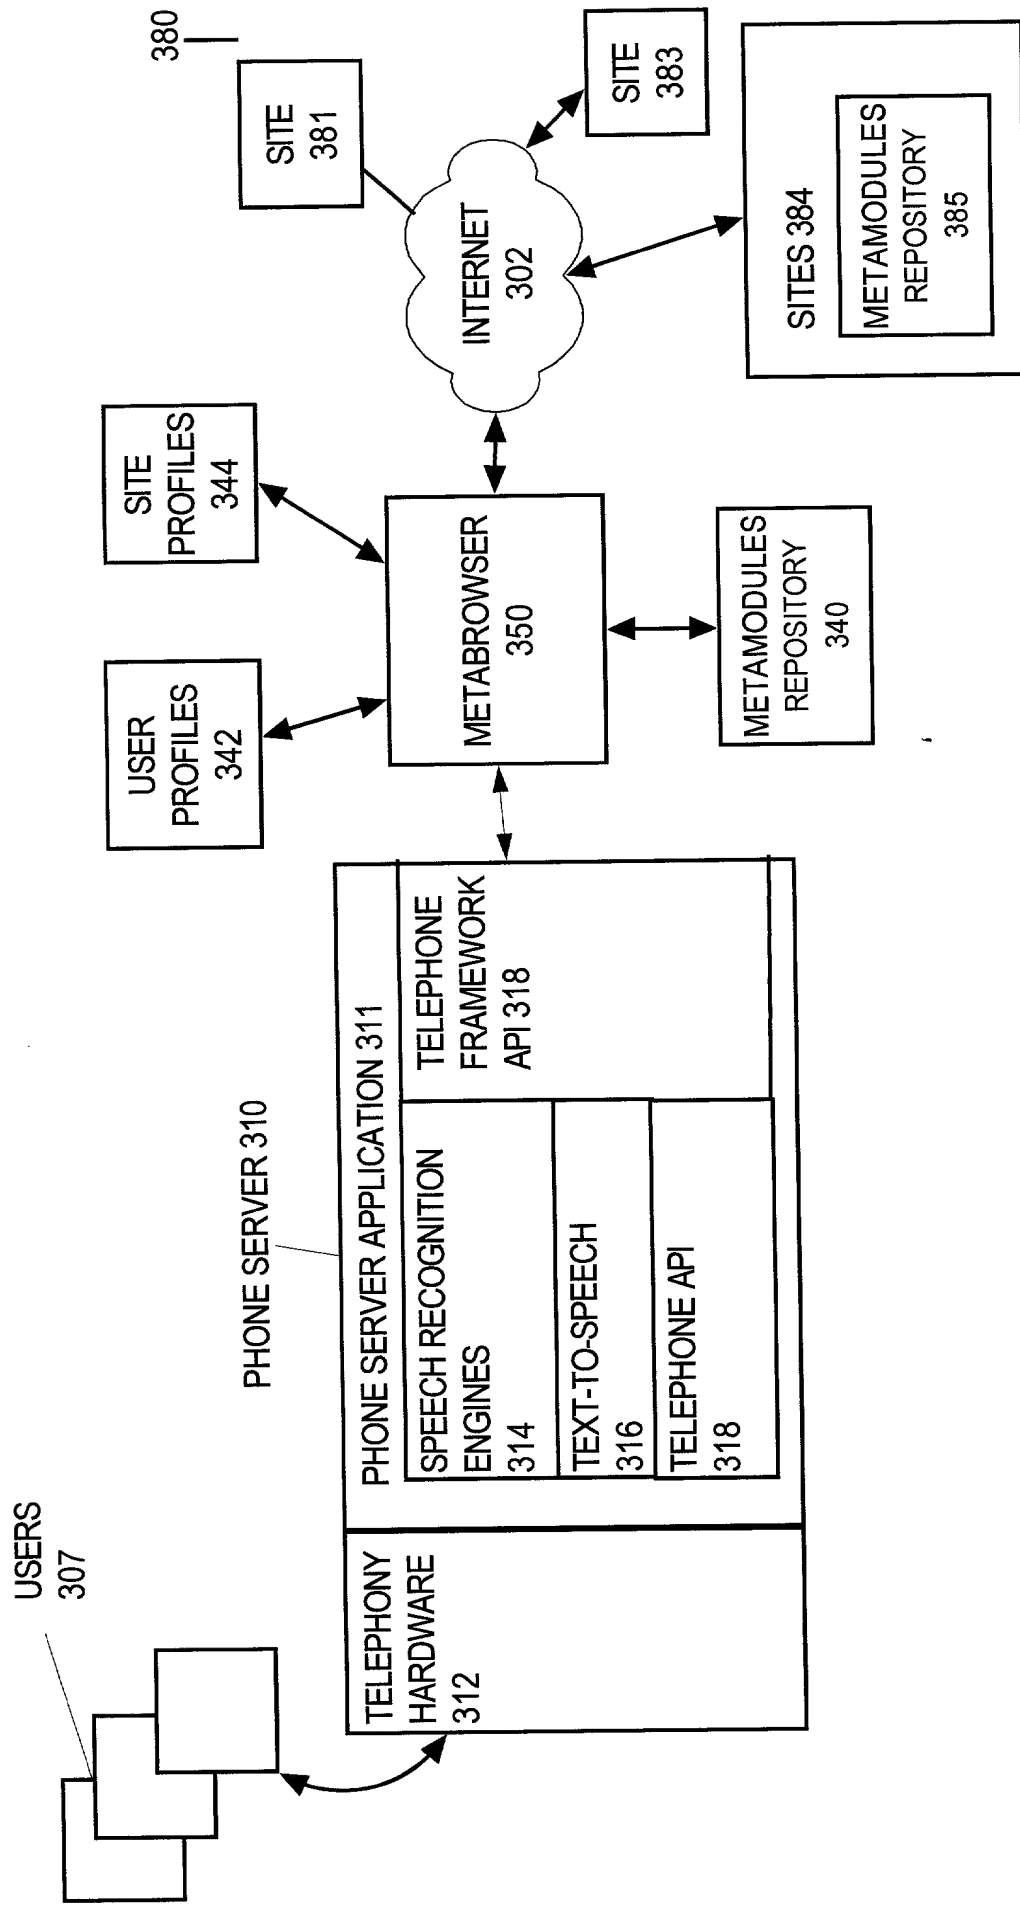 USERS
307
PHONE SERVER 310
TELEPHONY
HARDWARE
312
PHONE SERVER APPLICATION 311
SPEECH RECOGNITION
ENGINES
314
TEXT-TO-SPEECH
316
TELEPHONE API
318
TELEPHONE
FRAMEWORK
API 318
USER
PROFILES
342
SITE
PROFILES
344
METABROWSER
350
METAMODULES
REPOSITORY
340
INTERNET
302
380
SITE
381
SITE
383
SITES 384
METAMODULES
REPOSITORY
385